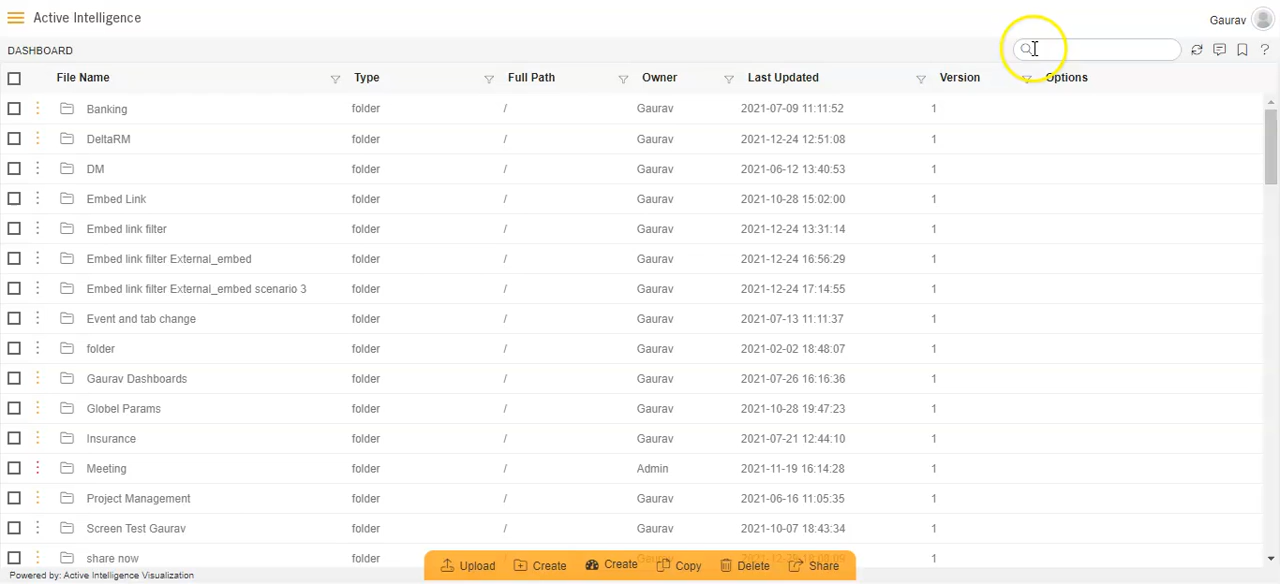 Active Intelligence
Gaurav
DASHBOARD
File Name Type Full Path Owner Last Updated Version Options
Banking folder / Gaurav 2021-07-09 11:11:52 1
DeltaRM folder / Gaurav 2021-12-24 12:51:08 1
DM folder / Gaurav 2021-06-12 13:40:53 1
Embed Link folder / Gaurav 2021-10-28 15:02:00 1
Embed link filter folder / Gaurav 2021-12-24 13:31:14 1
Embed link filter External_embed folder / Gaurav 2021-12-24 16:56:29 1
Embed link filter External_embed scenario 3 folder / Gaurav 2021-12-24 17:14:55 1
Event and tab change folder / Gaurav 2021-07-13 11:11:37 1
folder folder / Gaurav 2021-02-02 18:48:07 1
Gaurav Dashboards folder / Gaurav 2021-07-26 16:16:36 1
Globel Params folder / Gaurav 2021-10-28 19:47:23 1
Insurance folder / Gaurav 2021-07-21 12:44:10 1
Meeting folder / Admin 2021-11-19 16:14:28 1
Project Management folder / Gaurav 2021-06-16 11:05:35 1
Screen Test Gaurav folder / Gaurav 2021-10-07 18:43:34 1
share now folder 1
Upload Create Create Copy Delete Share
Powered by: Active Intelligence Visualization